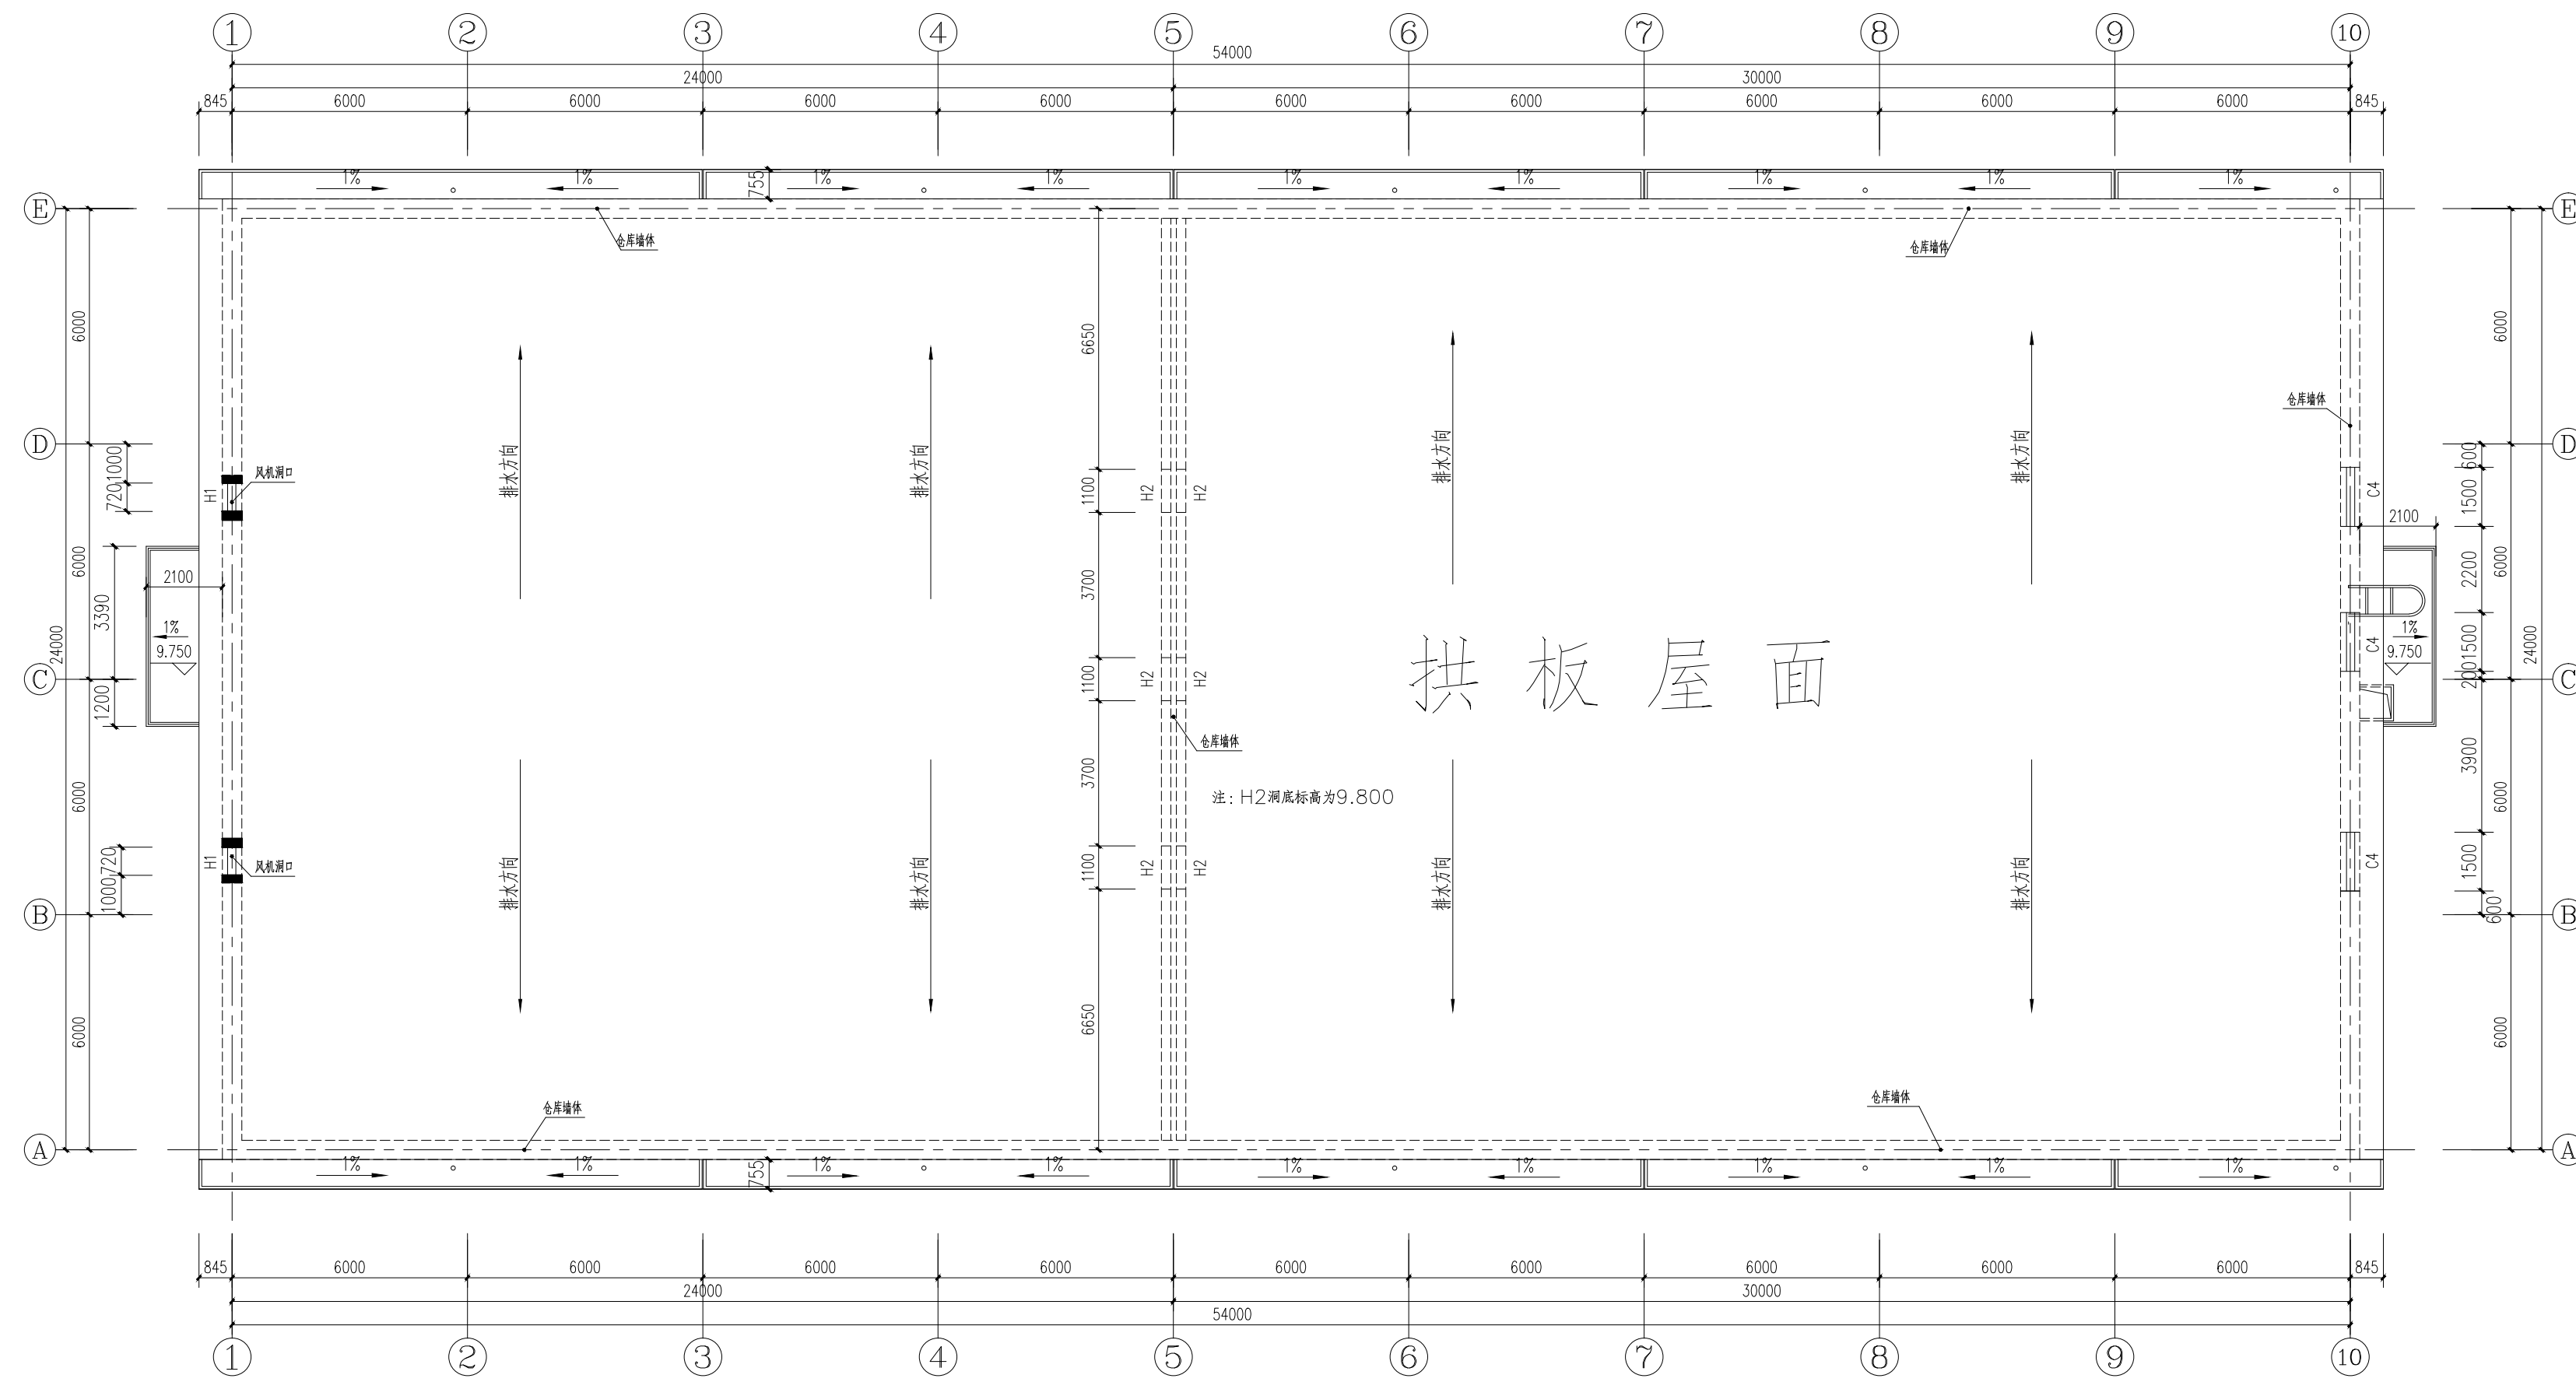 1 2 3 4 5 6 7 8 9 10
54000
24000 30000
845 6000 6000 6000 6000 6000 6000 6000 6000 6000 845
1% 1% 755 1% 1% 1% 1% 1% 1% 1%
E E
仓库墙体 仓库墙体
6000 6650 6000
仓库墙体
D D
1000 排水方向 排水方向 排水方向 排水方向 600
720 H1 风机洞口 1100 H2 H2 1500 C4
2100 2100
6000 3390 3700 2200 6000
24000 1% 1% 24000
9.750 拱板屋面 1500 C4 9.750
C 1100 H2 H2 200 C
1200
仓库墙体
6000 3700 3900 6000
注：H2洞底标高为9.800
720 H1 风机洞口 1100 H2 H2 1500 C4
1000 排水方向 排水方向 排水方向 排水方向 600
B B
6000 6650 6000
仓库墙体 仓库墙体
A A
1% 1% 755 1% 1% 1% 1% 1% 1% 1%
845 6000 6000 6000 6000 6000 6000 6000 6000 6000 845
24000 30000
54000
1 2 3 4 5 6 7 8 9 10